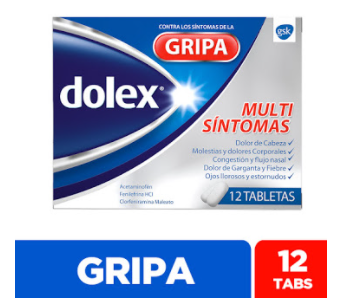 CONTRA LOS SÍNTOMAS DE LA
GRIPA
gsk
dolex
MULTI
SÍNTOMAS
Dolor de Cabeza ✓
Molestias y dolores Corporales ✓
Congestión y flujo nasal ✓
Dolor de Garganta y Fiebre ✓
Ojos llorosos y estornudos ✓
Acetaminofén
Fenilefrina HCl
Clorfeniramina Maleato
12 TABLETAS
GRIPA
12
TABS